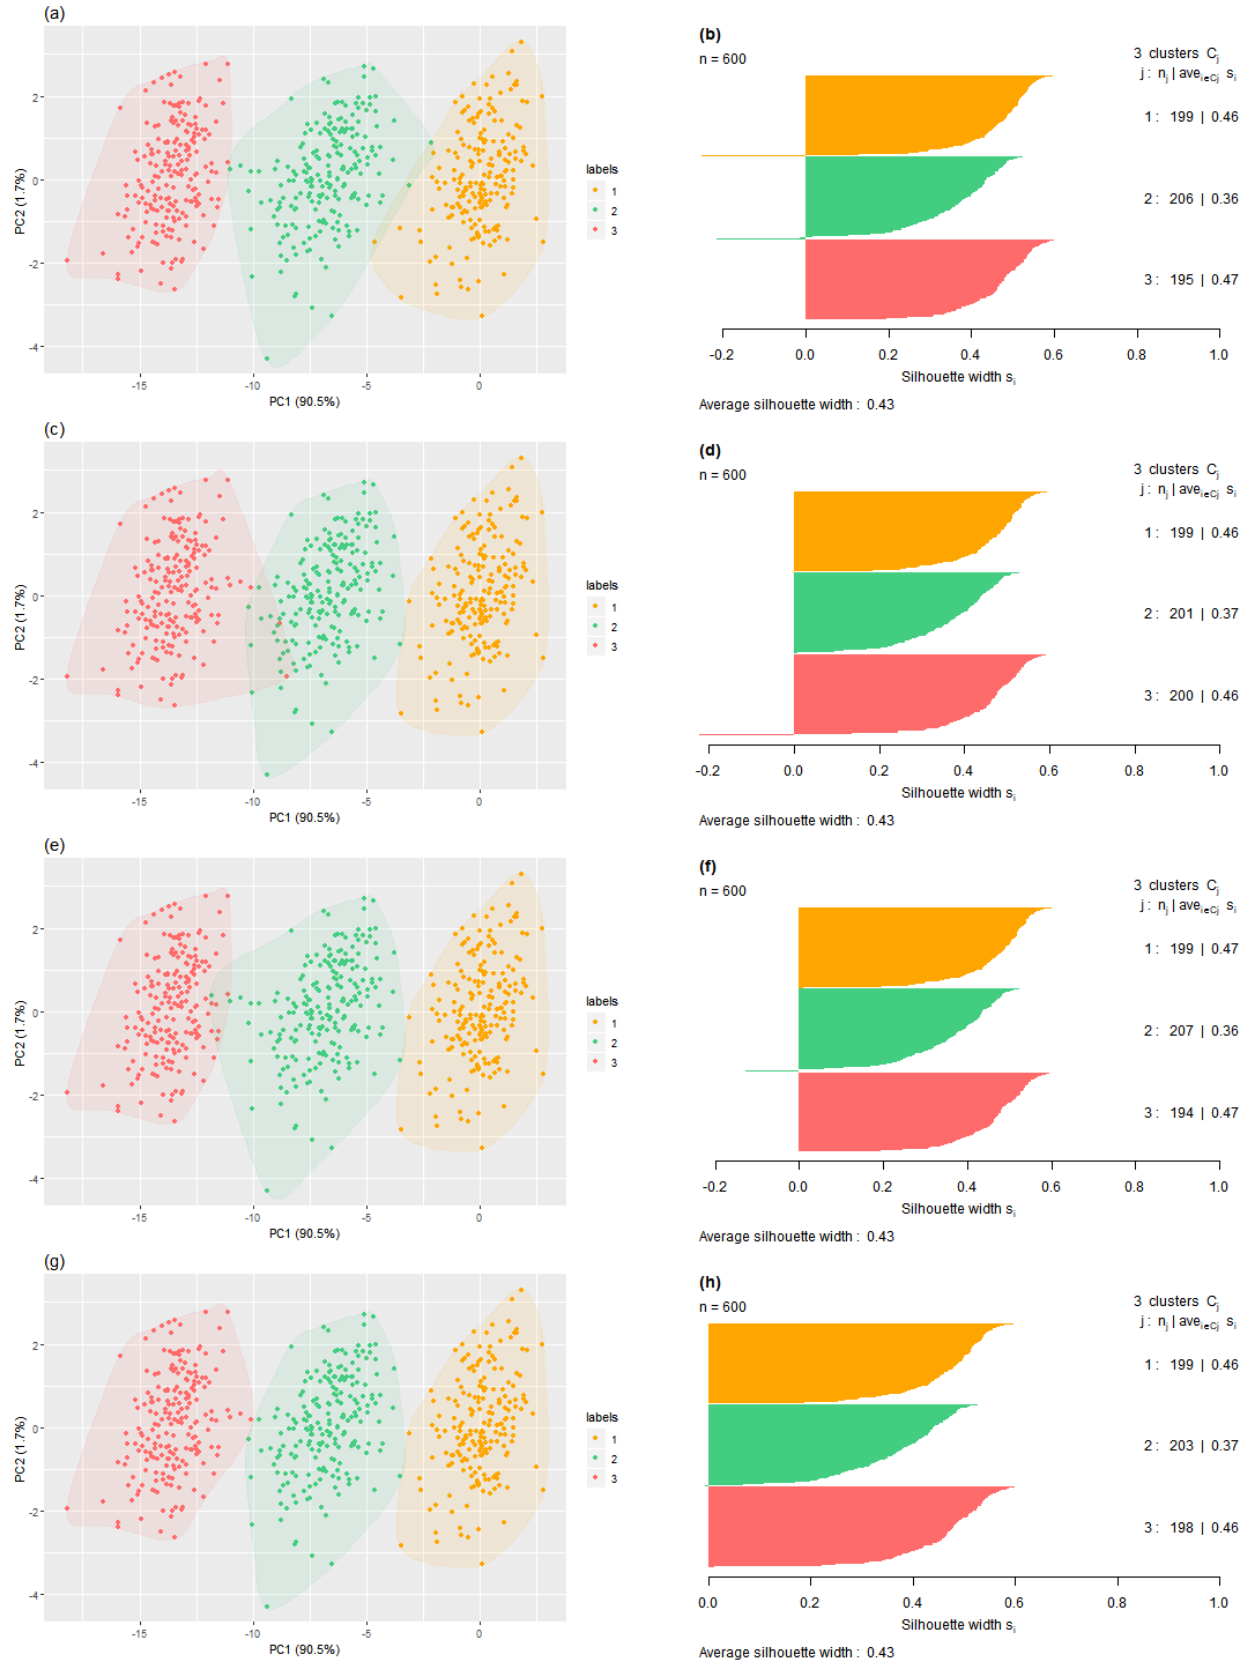 (a)
2
0
-2
-4
PC2 (1.7%)
-15 -10 -5 0
PC1 (90.5%)
labels
1
2
3
(b)
n = 600
3 clusters Cj
j : nj | avei∈Cj si
1 : 199 | 0.46
2 : 206 | 0.36
3 : 195 | 0.47
-0.2 0.0 0.2 0.4 0.6 0.8 1.0
Silhouette width si
Average silhouette width : 0.43
(c)
2
0
-2
-4
PC2 (1.7%)
-15 -10 -5 0
PC1 (90.5%)
labels
1
2
3
(d)
n = 600
3 clusters Cj
j : nj | avei∈Cj si
1 : 199 | 0.46
2 : 201 | 0.37
3 : 200 | 0.46
-0.2 0.0 0.2 0.4 0.6 0.8 1.0
Silhouette width si
Average silhouette width : 0.43
(e)
2
0
-2
-4
PC2 (1.7%)
-15 -10 -5 0
PC1 (90.5%)
labels
1
2
3
(f)
n = 600
3 clusters Cj
j : nj | avei∈Cj si
1 : 199 | 0.47
2 : 207 | 0.36
3 : 194 | 0.47
-0.2 0.0 0.2 0.4 0.6 0.8 1.0
Silhouette width si
Average silhouette width : 0.43
(g)
2
0
-2
-4
PC2 (1.7%)
-15 -10 -5 0
PC1 (90.5%)
labels
1
2
3
(h)
n = 600
3 clusters Cj
j : nj | avei∈Cj si
1 : 199 | 0.46
2 : 203 | 0.37
3 : 198 | 0.46
0.0 0.2 0.4 0.6 0.8 1.0
Silhouette width si
Average silhouette width : 0.43